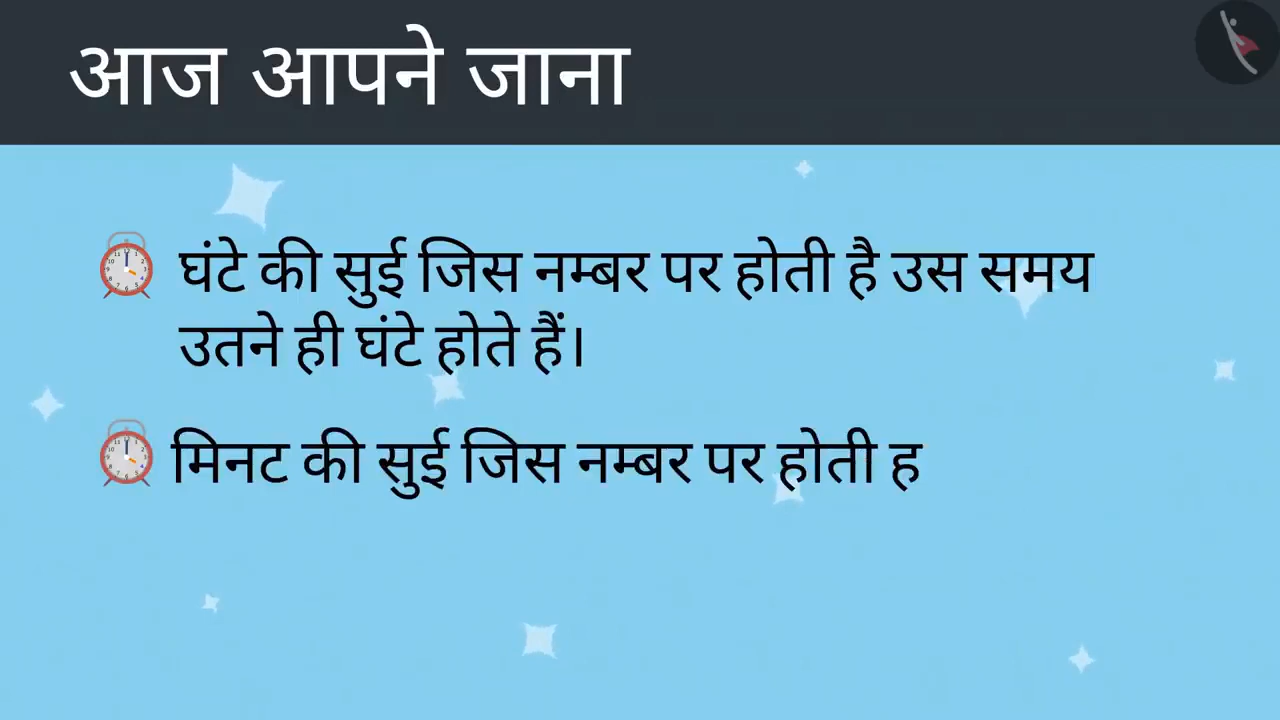 आज आपने जाना
घंटे की सुई जिस नम्बर पर होती है उस समय
उतने ही घंटे होते हैं।
मिनट की सुई जिस नम्बर पर होती ह